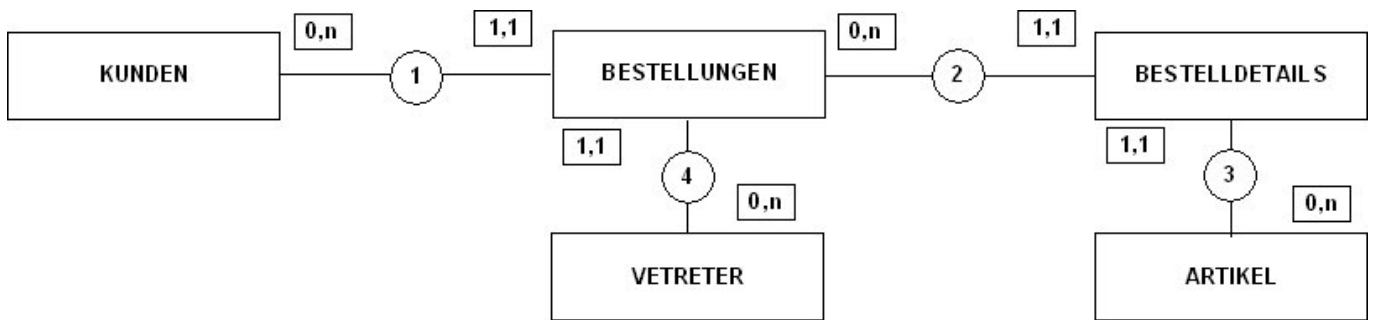 0,n 1,1 0,n 1,1
KUNDEN 1 BESTELLUNGEN 2 BESTELLDETAILS
1,1 4 1,1 3
0,n 0,n
VETRETER ARTIKEL